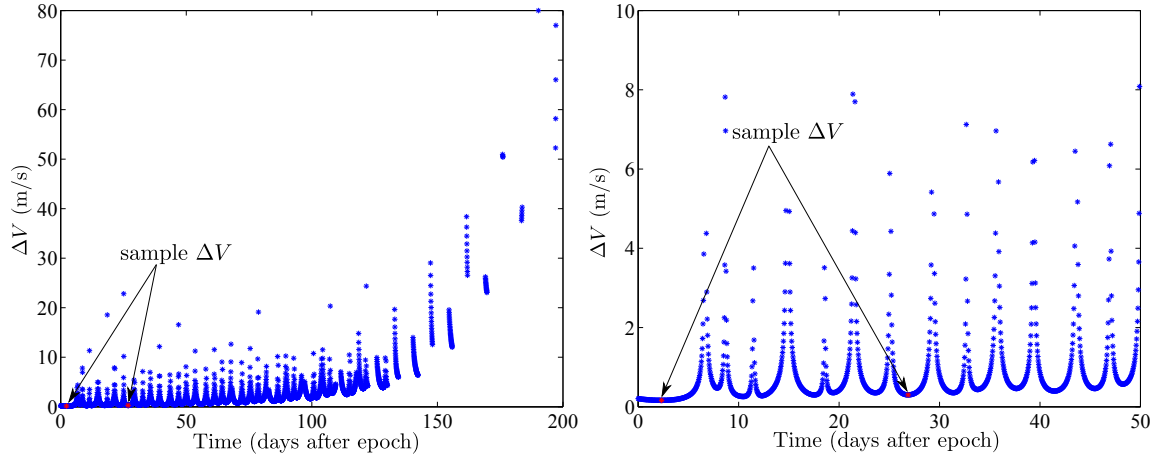 80
70
60
50
40
30
20
10
0
ΔV (m/s)
sample ΔV
0 50 100 150 200
Time (days after epoch)
10
8
6
4
2
0
ΔV (m/s)
sample ΔV
0 10 20 30 40 50
Time (days after epoch)